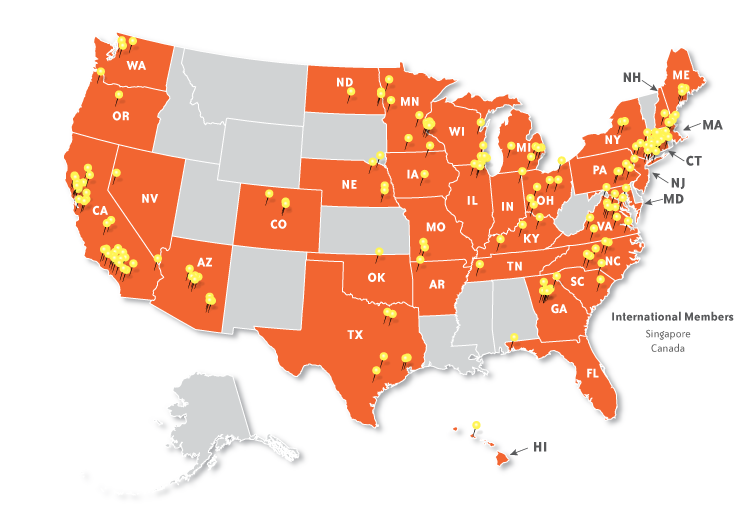 WA
ND
NH
ME
MN
OR
WI
MA
MI
NY
CT
PA
IA
NE
NJ
NV
IL
IN
OH
MD
CA
CO
MO
VA
KY
AZ
NC
TN
OK
AR
SC
GA
International Members
Singapore
Canada
TX
FL
HI